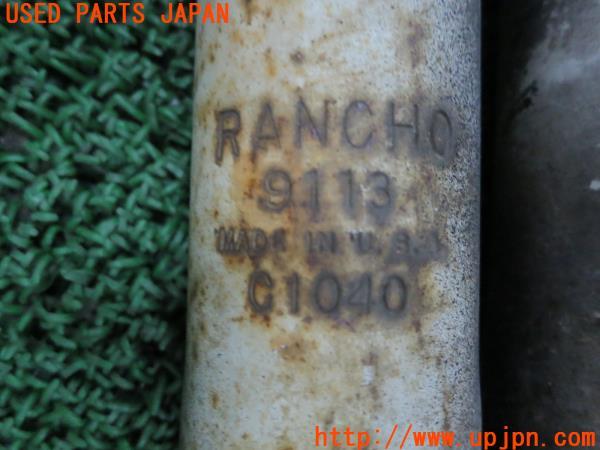 USED PARTS JAPAN
RANCHO
9113
MADE IN U.S.A
C1040
http://www.upjpn.com